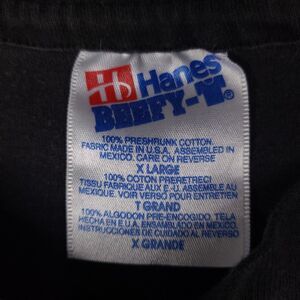 Hanes
BEEFY-T®
100% PRESHRUNK COTTON.
FABRIC MADE IN U.S.A. ASSEMBLED IN
MEXICO. CARE ON REVERSE
X LARGE
100% COTON PRERETRECI
TISSU FABRIQUE AUX E.-U. ASSEMBLE AU
MEXIQUE. VOIR VERSO POUR ENTRETIEN
T GRAND
100% ALGODON PRE-ENCOGIDO. TELA
HECHA EN E.U. ENSAMBLADO EN MEXICO.
INSTRUCCIONES DE CUIDADO AL REVERSO
X GRANDE